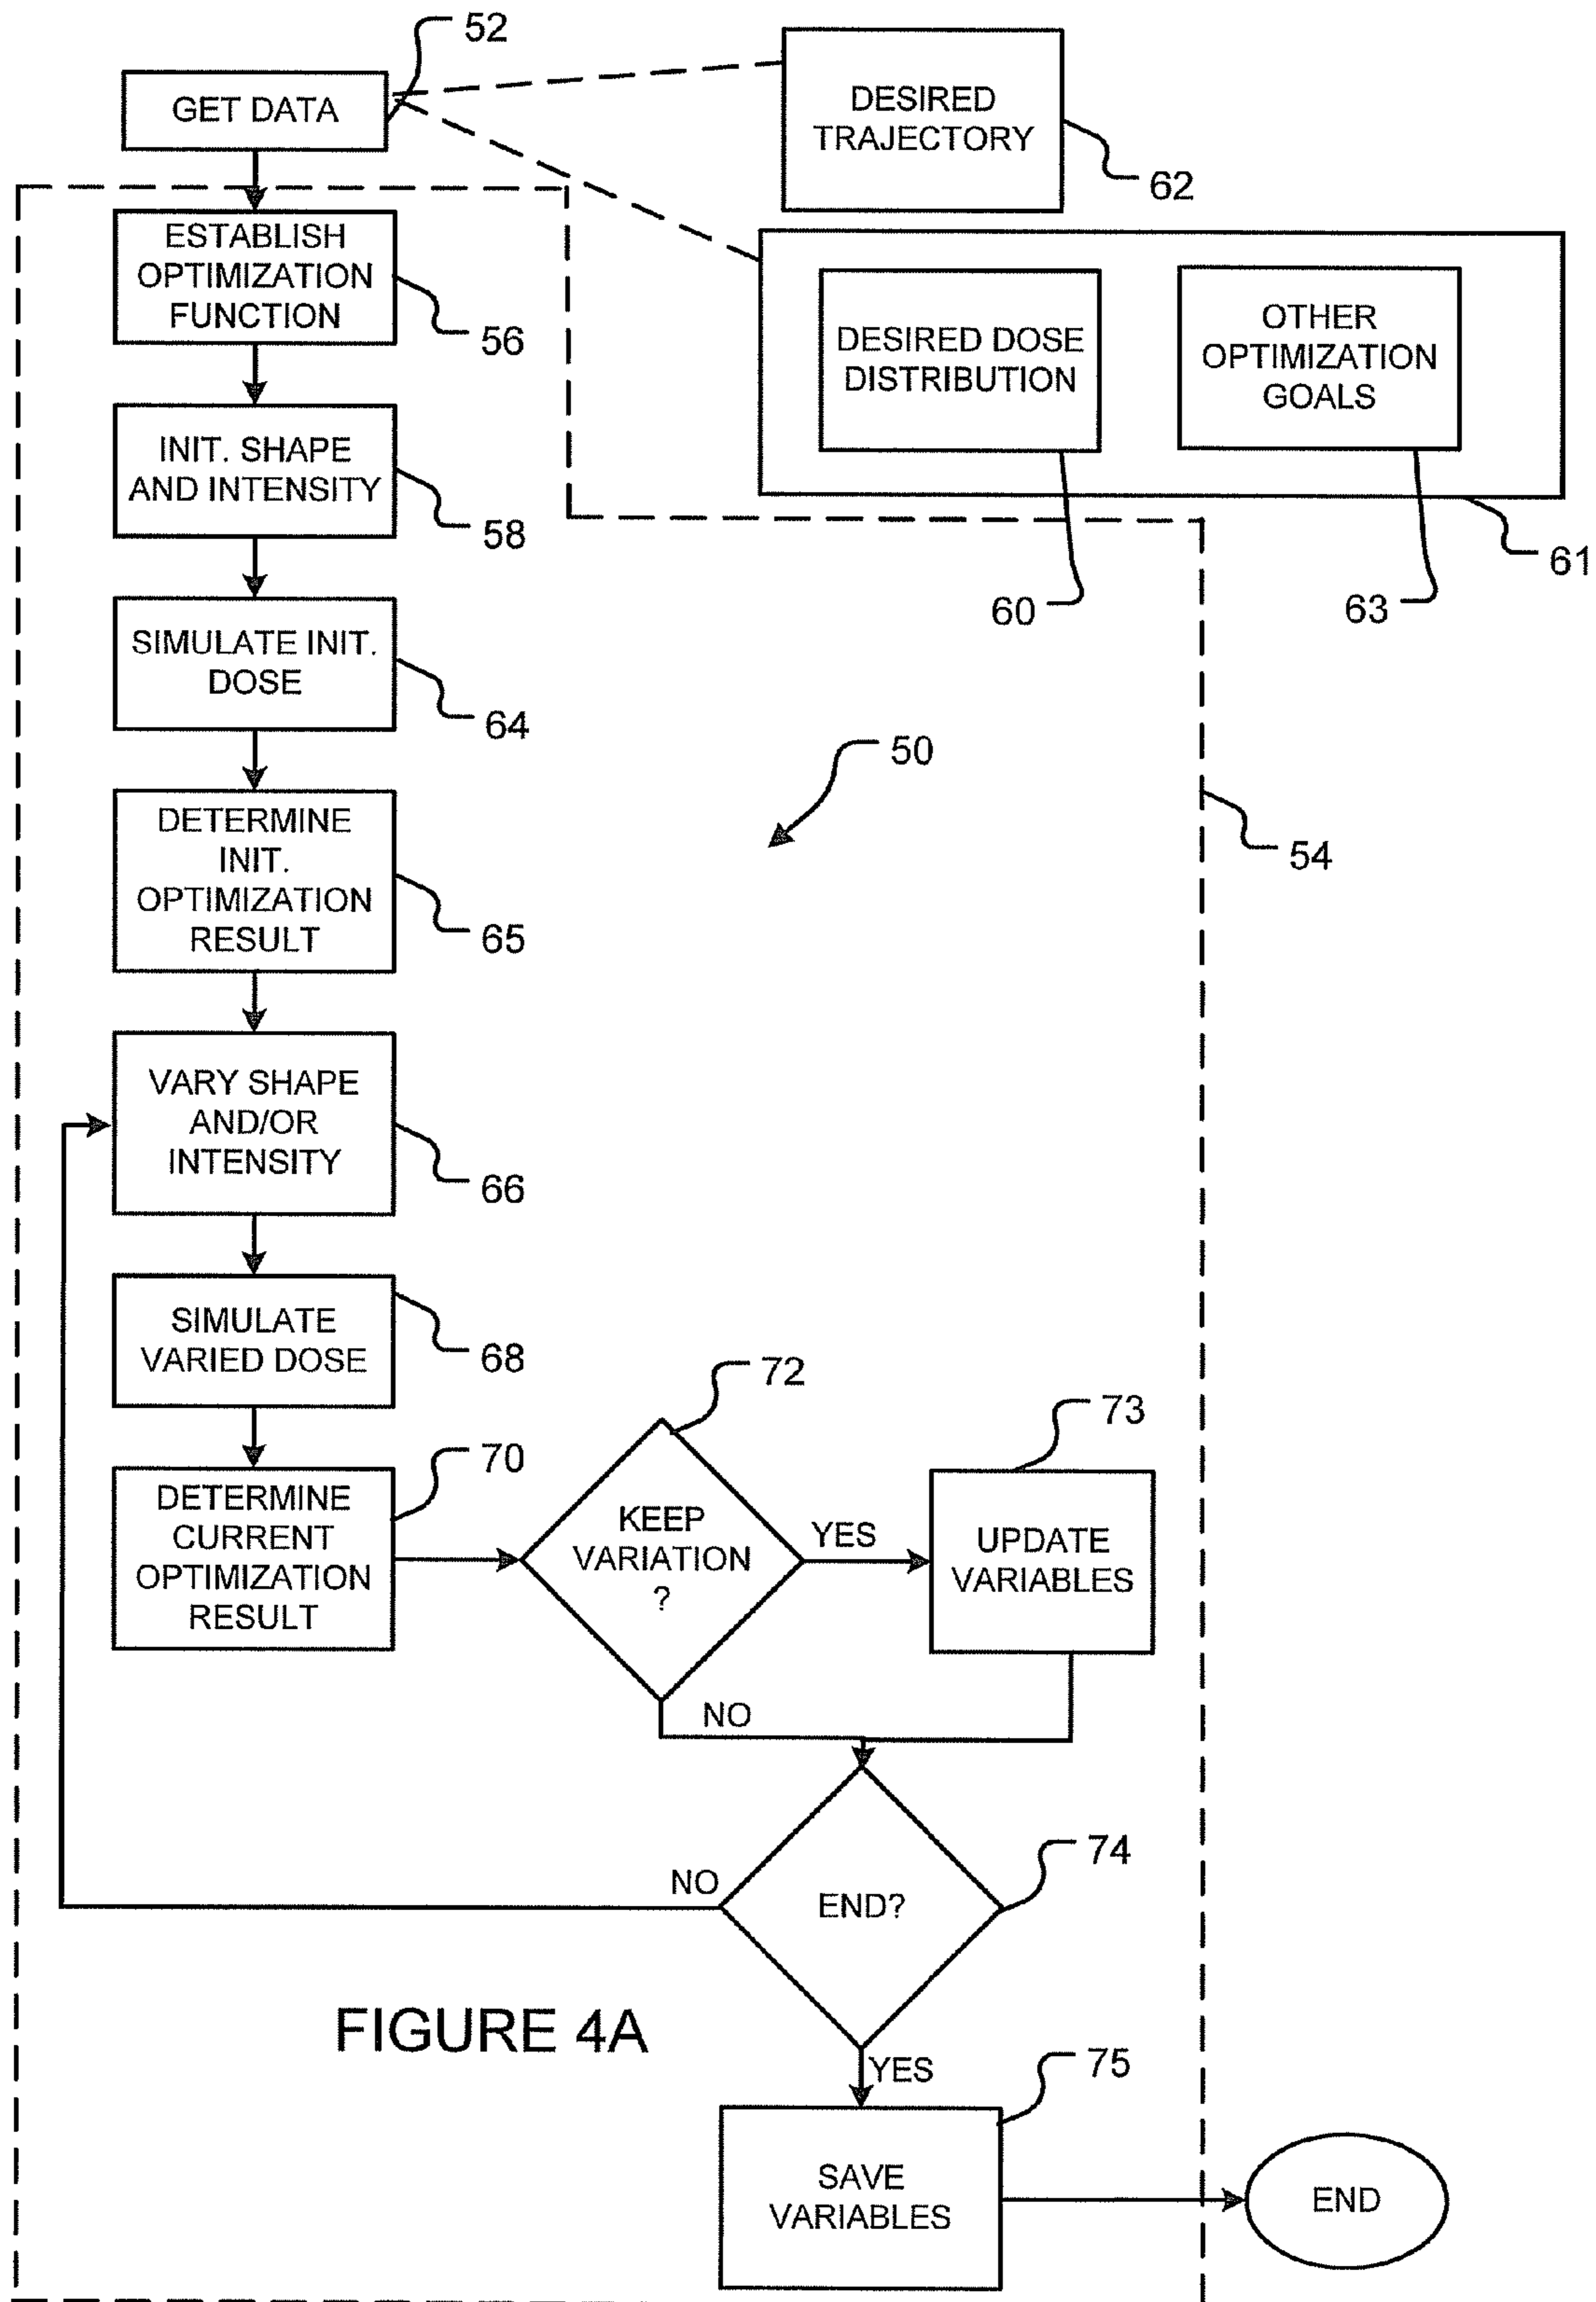 52
GET DATA
DESIRED
TRAJECTORY
62
ESTABLISH
OPTIMIZATION
FUNCTION
56
DESIRED DOSE
DISTRIBUTION
OTHER
OPTIMIZATION
GOALS
61
60
63
INIT. SHAPE
AND INTENSITY
58
SIMULATE INIT.
DOSE
64
50
54
DETERMINE
INIT.
OPTIMIZATION
RESULT
65
VARY SHAPE
AND/OR
INTENSITY
66
SIMULATE
VARIED DOSE
68
DETERMINE
CURRENT
OPTIMIZATION
RESULT
70
72
KEEP
VARIATION
?
YES
NO
73
UPDATE
VARIABLES
74
END?
NO
YES
FIGURE 4A
75
SAVE
VARIABLES
END